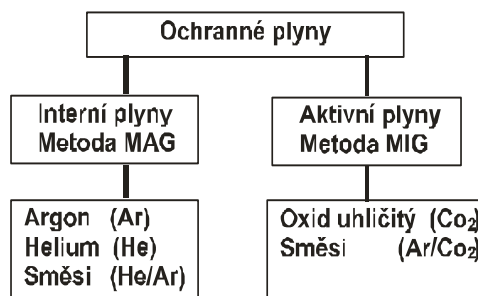 Ochranné plyny
Interní plyny
Metoda MAG
Aktivní plyny
Metoda MIG
Argon (Ar)
Helium (He)
Směsi (He/Ar)
Oxid uhličitý (Co₂)
Směsi (Ar/Co₂)